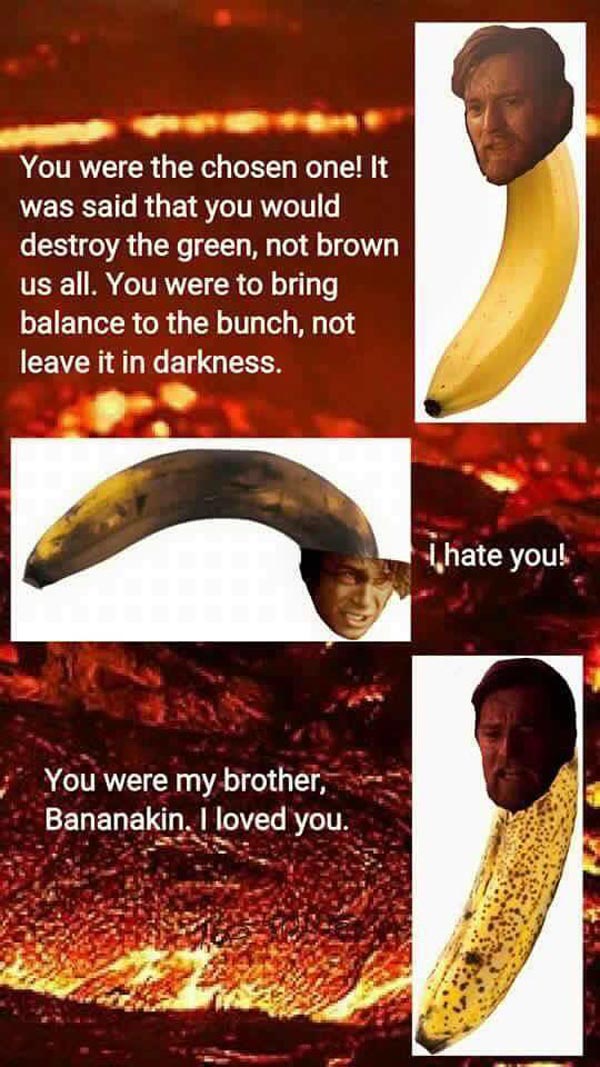 You were the chosen one! It
was said that you would
destroy the green, not brown
us all. You were to bring
balance to the bunch, not
leave it in darkness.
I hate you!
You were my brother,
Bananakin. I loved you.